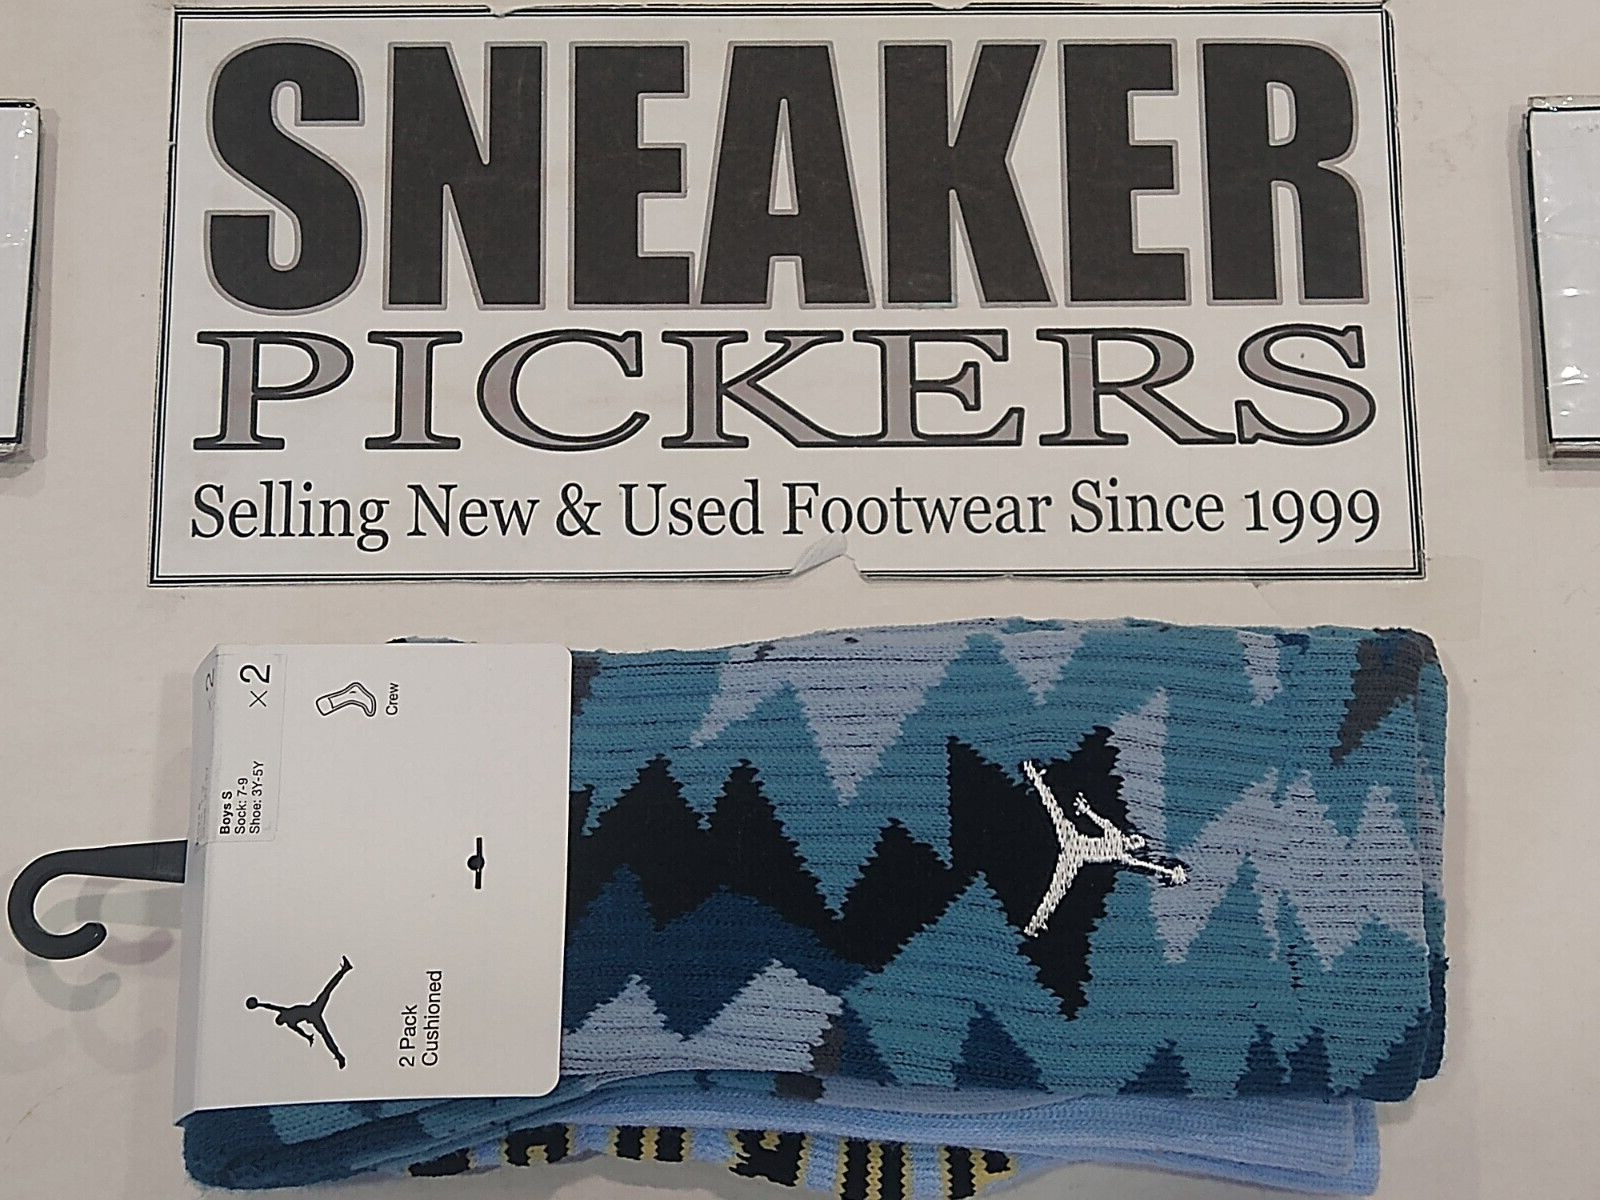 SNEAKER
PICKERS
Selling New & Used Footwear Since 1999
Boys S
Sock: 7-9
Shoe: 3Y-5Y
×2
Crew
2 Pack
Cushioned